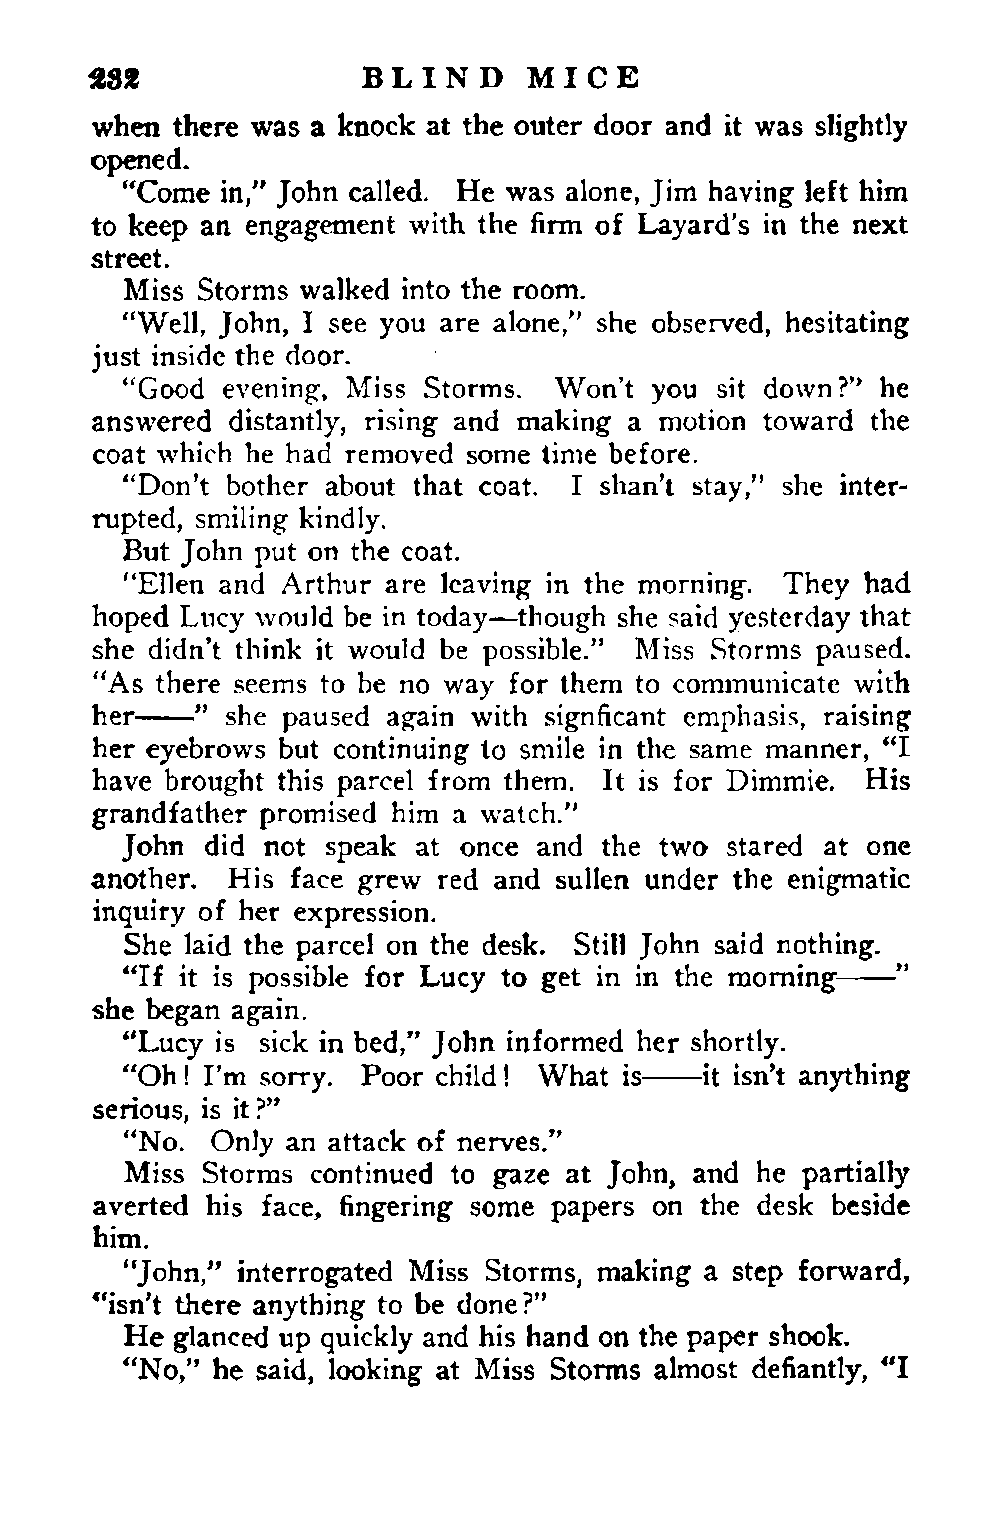 232 BLIND MICE
when there was a knock at the outer door and it was slightly
opened.
“Come in,” John called. He was alone, Jim having left him
to keep an engagement with the firm of Layard's in the next
street.
Miss Storms walked into the room.
“Well, John, I see you are alone,” she observed, hesitating
just inside the door.
“Good evening, Miss Storms. Won't you sit down?” he
answered distantly, rising and making a motion toward the
coat which he had removed some time before.
“Don't bother about that coat. I shan't stay,” she inter-
rupted, smiling kindly.
But John put on the coat.
“Ellen and Arthur are leaving in the morning. They had
hoped Lucy would be in today—though she said yesterday that
she didn't think it would be possible.” Miss Storms paused.
“As there seems to be no way for them to communicate with
her——” she paused again with signficant emphasis, raising
her eyebrows but continuing to smile in the same manner, “I
have brought this parcel from them. It is for Dimmie. His
grandfather promised him a watch.”
John did not speak at once and the two stared at one
another. His face grew red and sullen under the enigmatic
inquiry of her expression.
She laid the parcel on the desk. Still John said nothing.
“If it is possible for Lucy to get in in the morning——”
she began again.
“Lucy is sick in bed,” John informed her shortly.
“Oh! I'm sorry. Poor child! What is——it isn't anything
serious, is it?”
“No. Only an attack of nerves.”
Miss Storms continued to gaze at John, and he partially
averted his face, fingering some papers on the desk beside
him.
“John,” interrogated Miss Storms, making a step forward,
“isn't there anything to be done?”
He glanced up quickly and his hand on the paper shook.
“No,” he said, looking at Miss Storms almost defiantly, “I